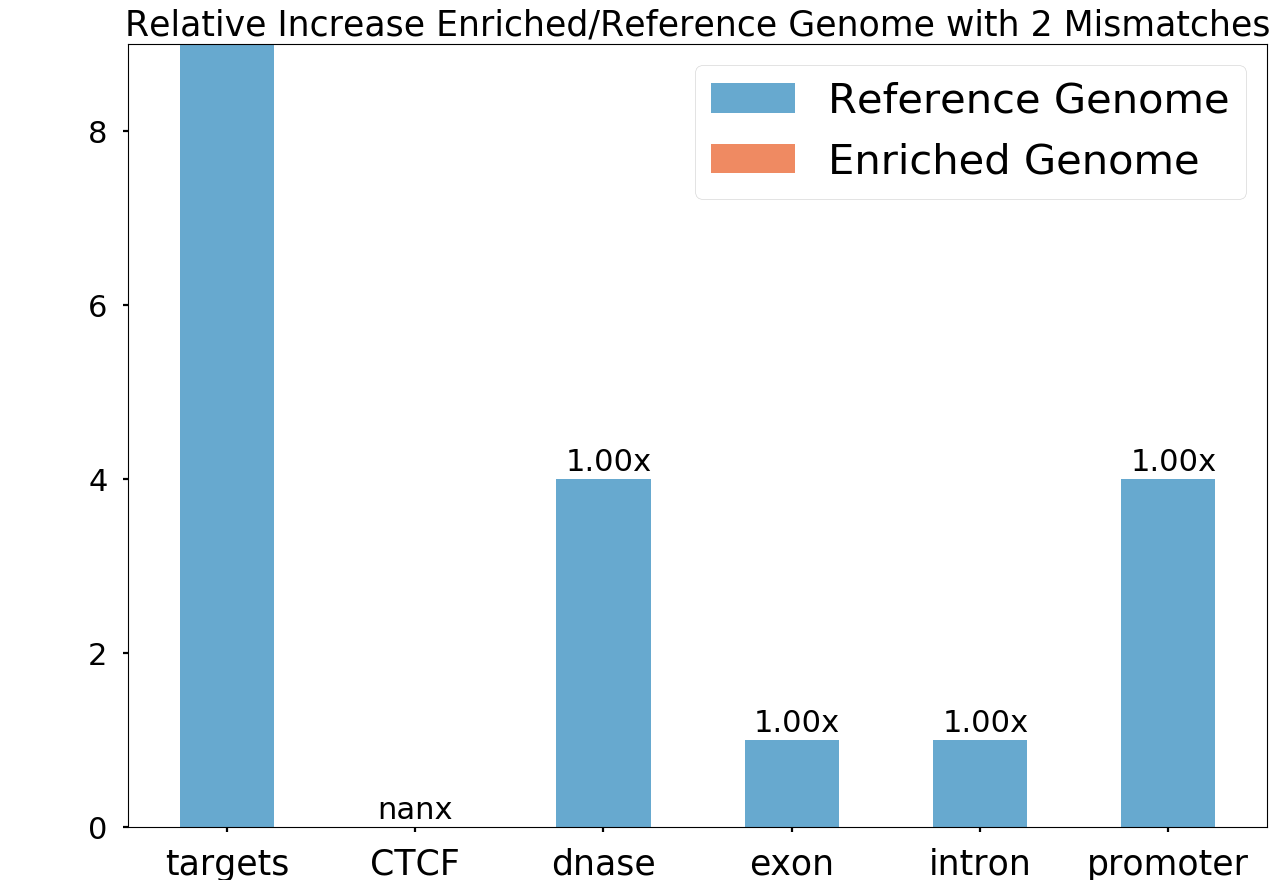 Relative Increase Enriched/Reference Genome with 2 Mismatches
Reference Genome
Enriched Genome
8
6
4
2
0
1.00x
1.00x
nanx
1.00x
1.00x
targets
CTCF
dnase
exon
intron
promoter